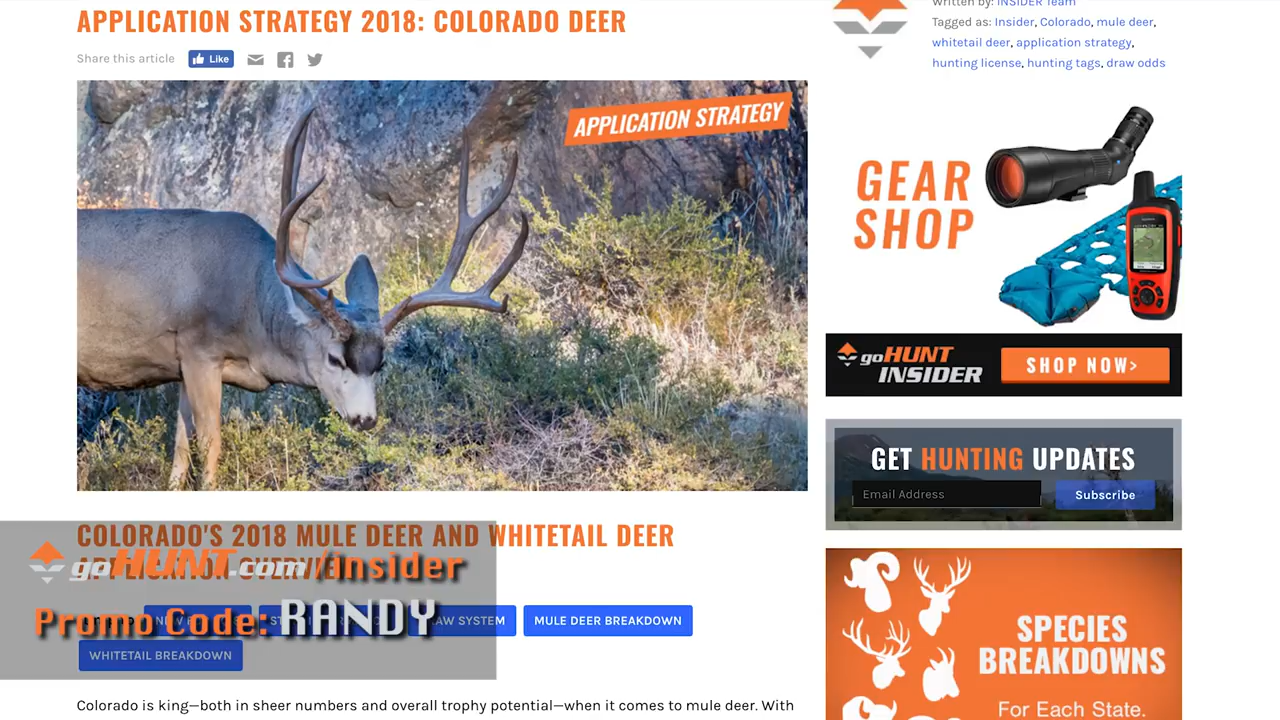 APPLICATION STRATEGY 2018: COLORADO DEER
Share this article
Like
APPLICATION STRATEGY
COLORADO'S 2018 MULE DEER AND WHITETAIL DEER
APPLICATION OVERVIEW
goHUNT.com/insider
Promo Code: RANDY
MULE DEER BREAKDOWN
WHITETAIL BREAKDOWN
Colorado is king—both in sheer numbers and overall trophy potential—when it comes to mule deer. With
Written by: INSIDER Team
Tagged as: Insider, Colorado, mule deer,
whitetail deer, application strategy,
hunting license, hunting tags, draw odds
GEAR
SHOP
goHUNT
INSIDER
SHOP NOW>
GET HUNTING UPDATES
Email Address
Subscribe
SPECIES
BREAKDOWNS
For Each State.